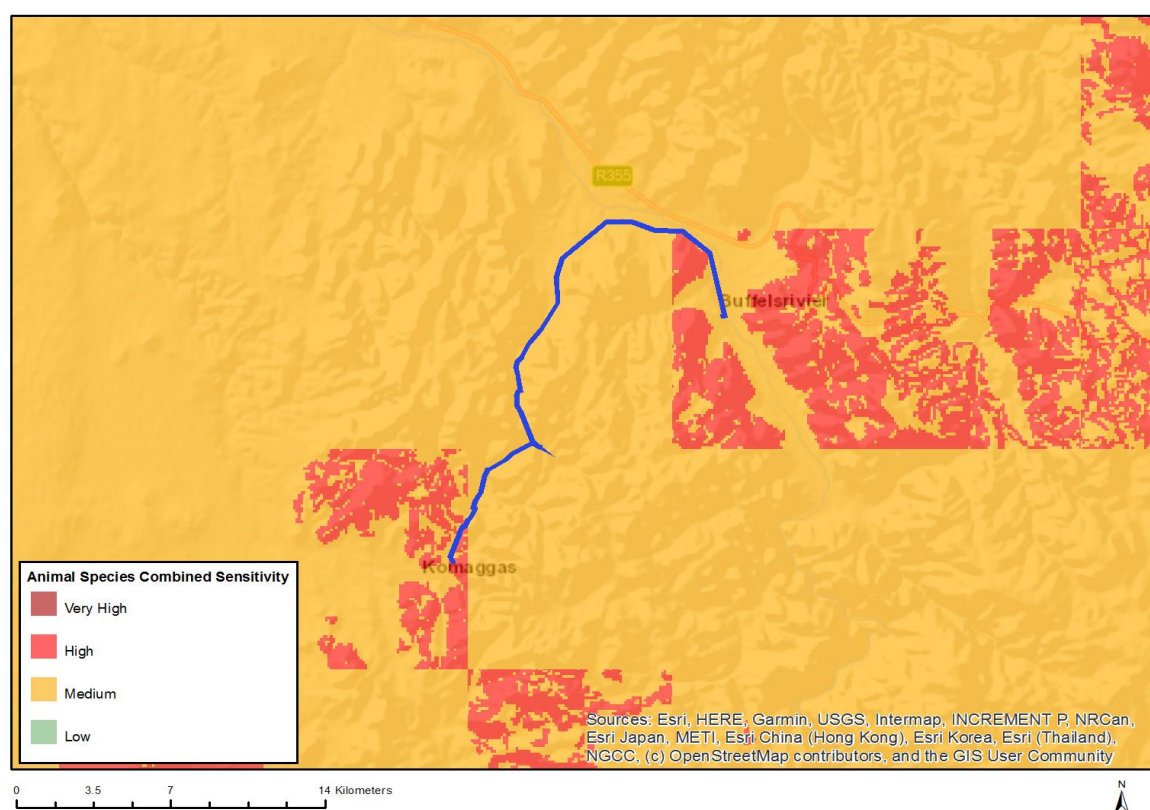 R355
Buffelsrivier
Komaggas
Animal Species Combined Sensitivity
Very High
High
Medium
Low
Sources: Esri, HERE, Garmin, USGS, Intermap, INCREMENT P, NRCan,
Esri Japan, METI, Esri China (Hong Kong), Esri Korea, Esri (Thailand),
NGCC, (c) OpenStreetMap contributors, and the GIS User Community
0 3.5 7 14 Kilometers
N